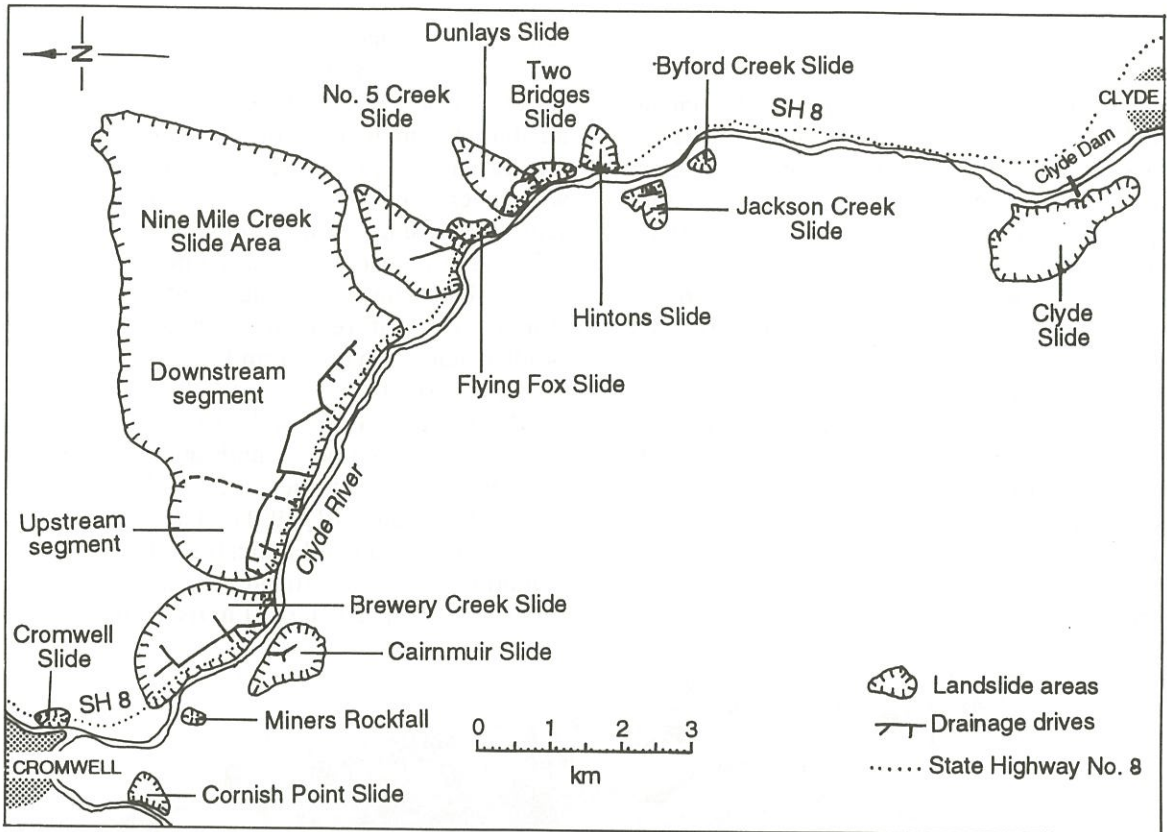 N
Dunlays Slide
Two
Bridges
Slide
Byford Creek Slide
No. 5 Creek
Slide
SH 8
CLYDE
Clyde Dam
Nine Mile Creek
Slide Area
Jackson Creek
Slide
Hintons Slide
Clyde
Slide
Downstream
segment
Flying Fox Slide
Clyde River
Upstream
segment
Brewery Creek Slide
Cromwell
Slide
Cairnmuir Slide
SH 8
Miners Rockfall
CROMWELL
Cornish Point Slide
0 1 2 3
km
Landslide areas
Drainage drives
State Highway No. 8